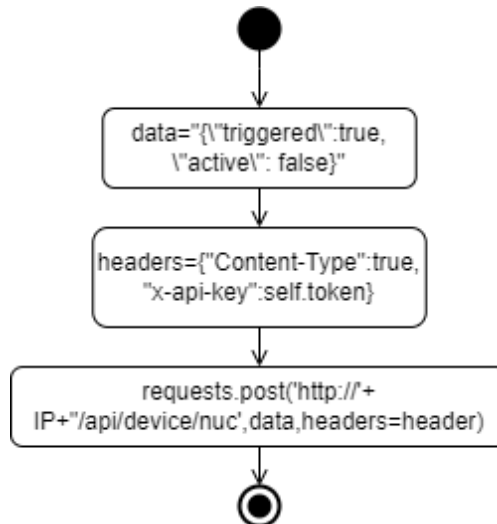 data="{\"triggered\":true,
\"active\": false}"
headers={"Content-Type":true,
"x-api-key":self.token}
requests.post('http://'+
IP+"/api/device/nuc',data,headers=header)